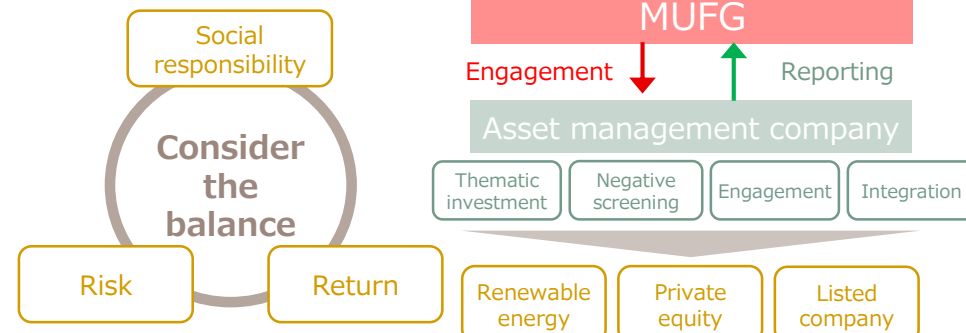 Social
responsibility
Consider
the
balance
Risk
Return
MUFG
Engagement
Reporting
Asset management company
Thematic
investment
Negative
screening
Engagement
Integration
Renewable
energy
Private
equity
Listed
company